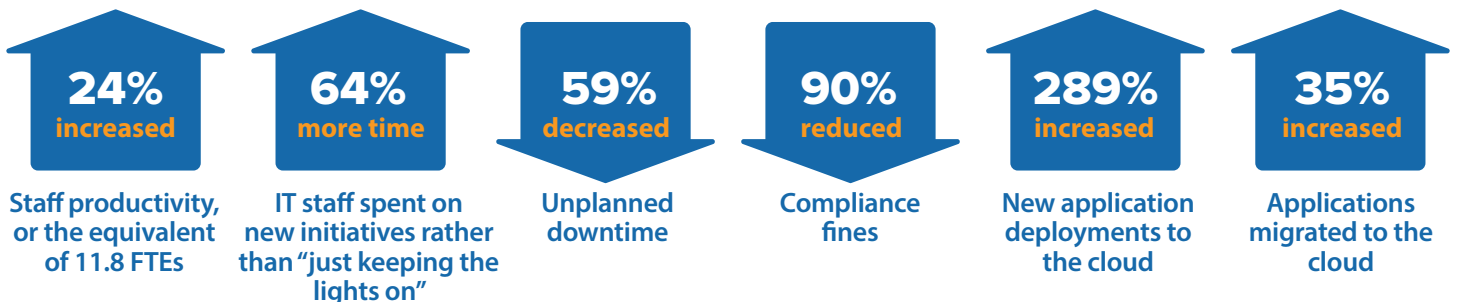 24%
increased
Staff productivity,
or the equivalent
of 11.8 FTEs
64%
more time
IT staff spent on
new initiatives rather
than “just keeping the
lights on”
59%
decreased
Unplanned
downtime
90%
reduced
Compliance
fines
289%
increased
New application
deployments to
the cloud
35%
increased
Applications
migrated to the
cloud